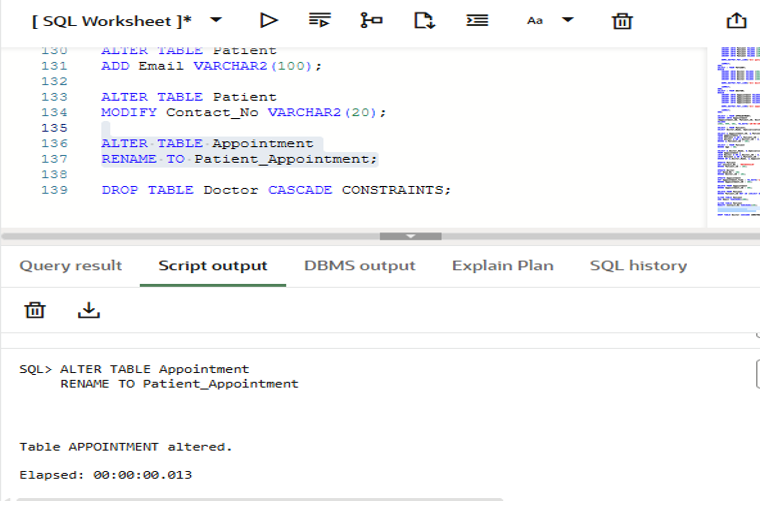 [ SQL Worksheet ]*
Aa
130 ALTER TABLE Patient
131 ADD Email VARCHAR2(100);
132
133 ALTER TABLE Patient
134 MODIFY Contact_No VARCHAR2(20);
135
136 ALTER TABLE Appointment
137 RENAME TO Patient_Appointment;
138
139 DROP TABLE Doctor CASCADE CONSTRAINTS;
Query result Script output DBMS output Explain Plan SQL history
SQL> ALTER TABLE Appointment
RENAME TO Patient_Appointment
Table APPOINTMENT altered.
Elapsed: 00:00:00.013